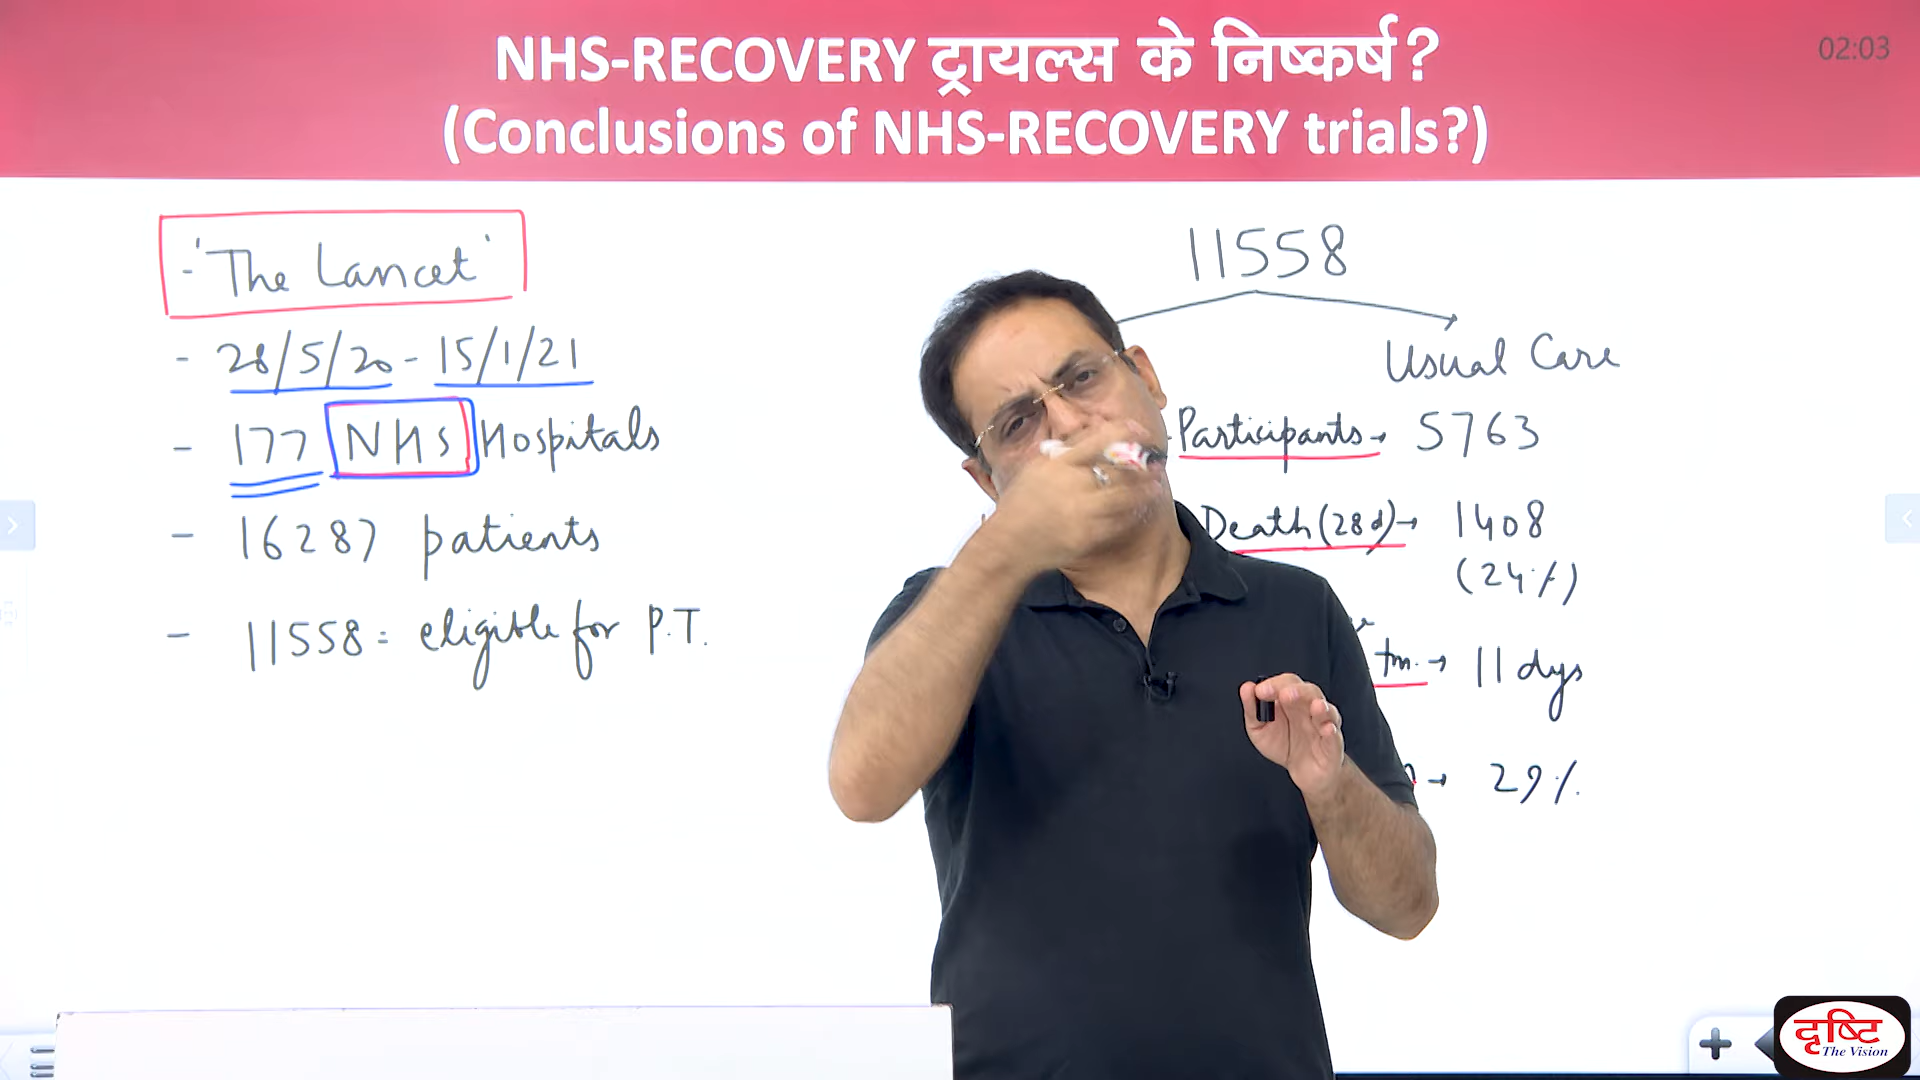 NHS-RECOVERY ट्रायल्स के निष्कर्ष?
(Conclusions of NHS-RECOVERY trials?)
02:03
- 'The Lancet'
- 28/5/20 - 15/1/21
- 177 NHS Hospitals
- 16287 patients
- 11558 = eligible for P.T.
11558
Usual Care
Participants → 5763
Death (28d) → 1408
(24%)
tm. → 11 dys
→ 29%
दृष्टि
The Vision